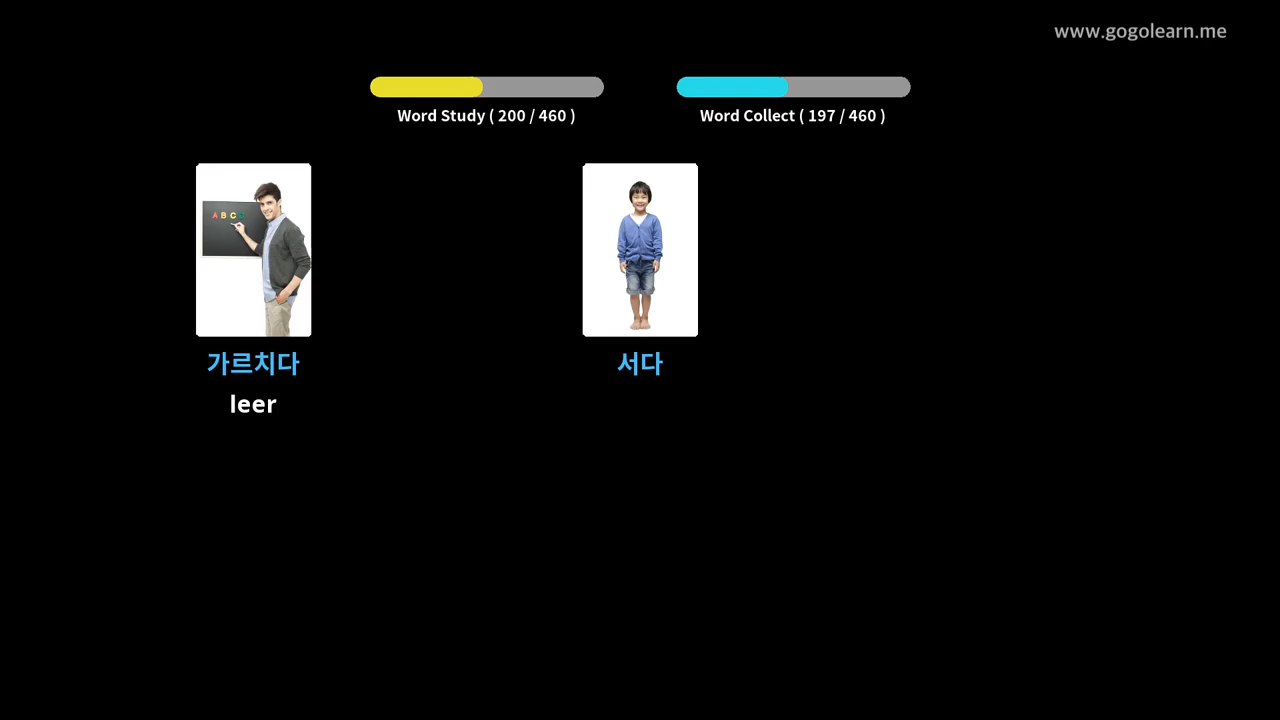 www.gogolearn.me
Word Study ( 200 / 460 )
Word Collect ( 197 / 460 )
A B C D
가르치다
서다
leer